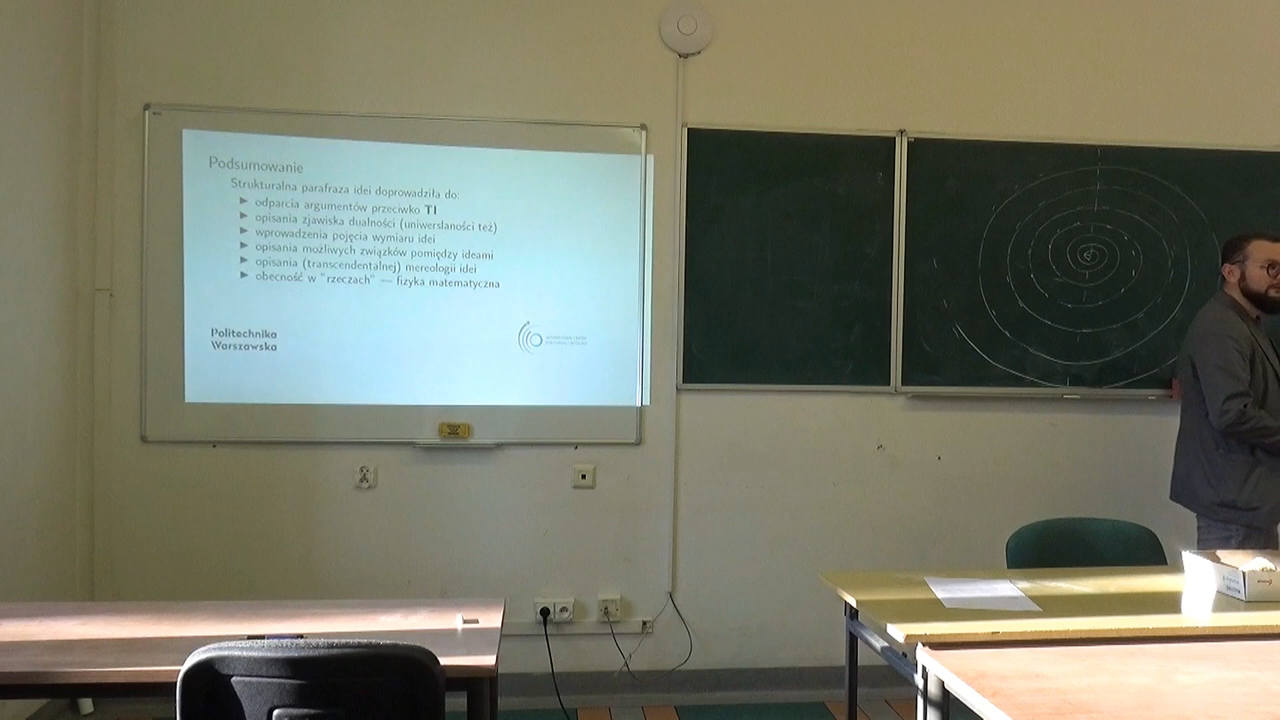 Podsumowanie
Strukturalna parafraza idei doprowadziła do:
odparcia argumentów przeciwko TI
opisania zjawiska dualności (uniwerslaności też)
wprowadzenia pojęcia wymiaru idei
opisania możliwych związków pomiędzy ideami
opisania (transcendentalnej) mereologii idei
obecność w "rzeczach" — fizyka matematyczna
Politechnika
Warszawska